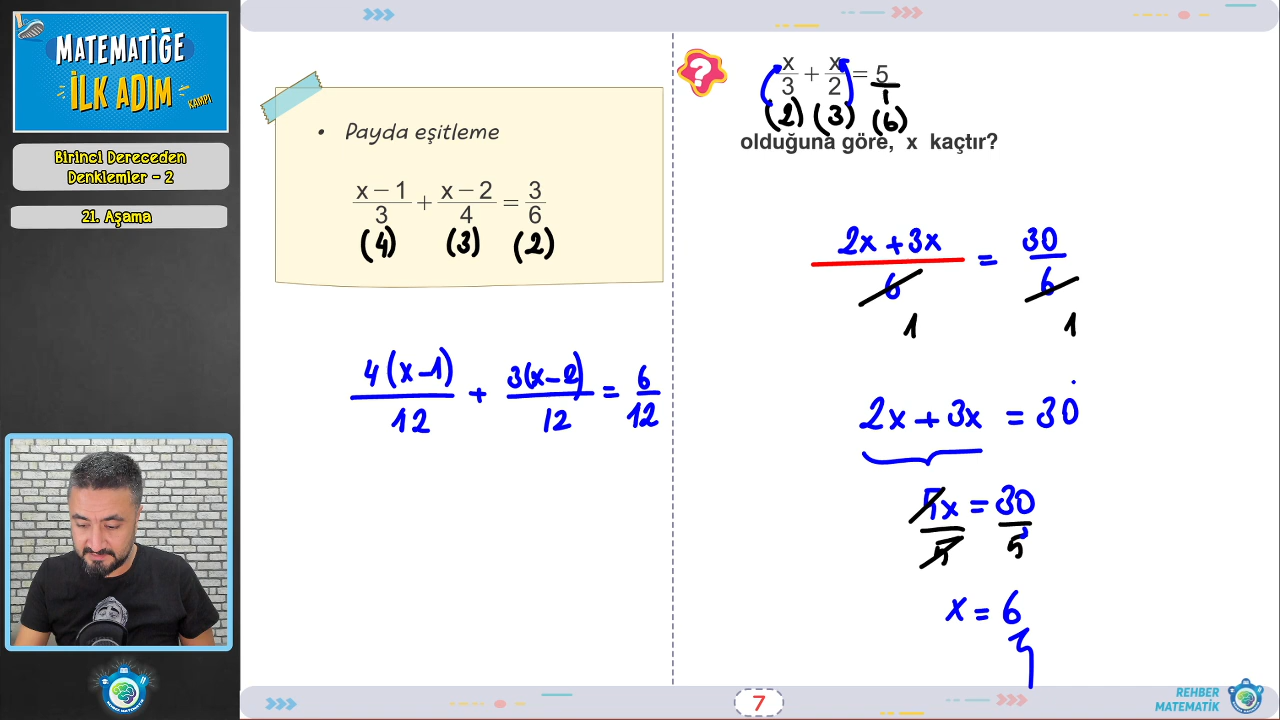 MATEMATİĞE
İLK ADIM
KAMPI
Birinci Dereceden
Denklemler - 2
21. Aşama
• Payda eşitleme
x − 1 / 3 + x − 2 / 4 = 3 / 6
(4) (3) (2)
4(x−1) / 12 + 3(x−2) / 12 = 6 / 12
?
x / 3 + x / 2 = 5 / 1
(2) (3) (6)
olduğuna göre, x kaçtır?
2x + 3x / 6 = 30 / 6
1 1
2x + 3x = 30
5x / 5 = 30 / 5
x = 6
7
REHBER
MATEMATİK